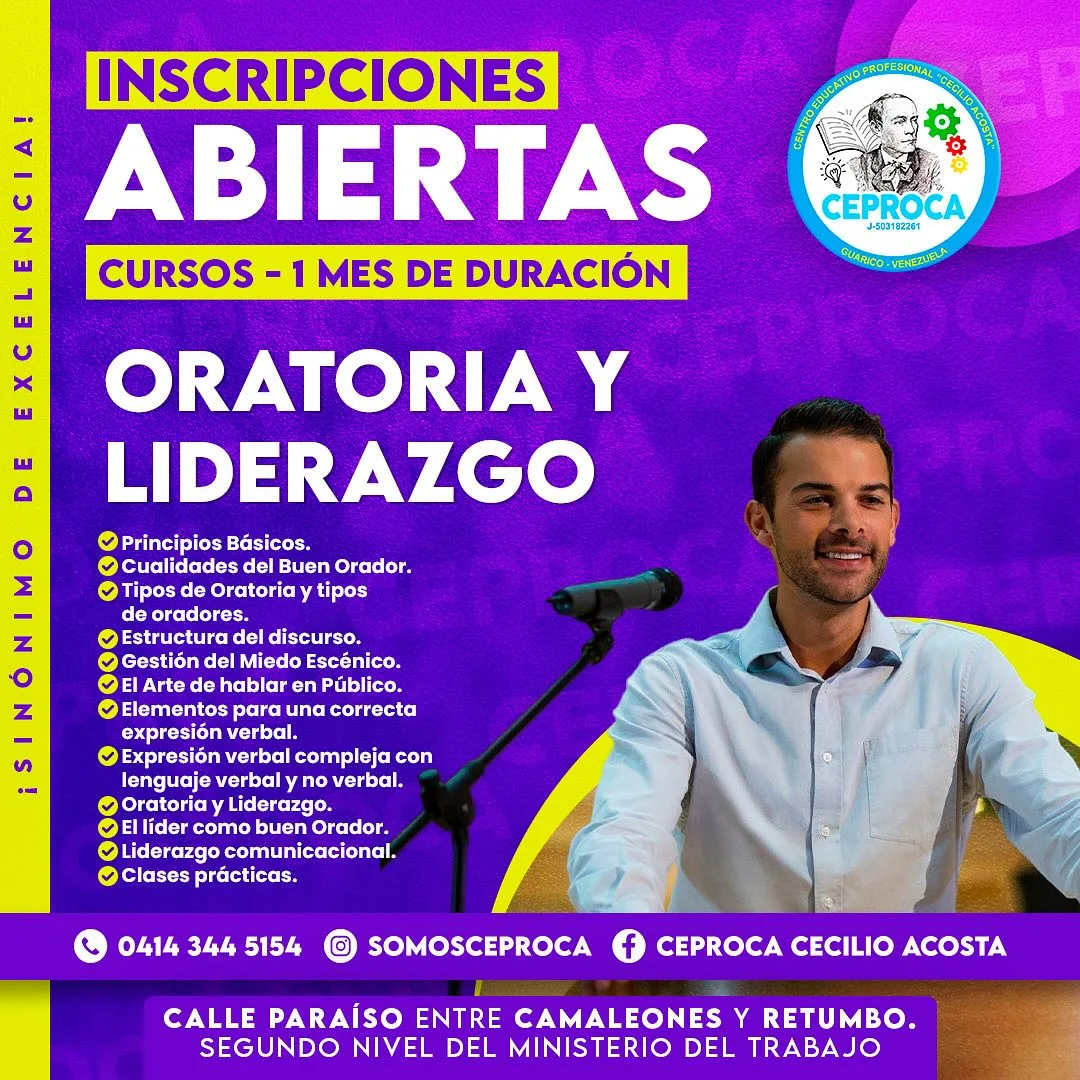 INSCRIPCIONES
ABIERTAS
CURSOS - 1 MES DE DURACIÓN
CENTRO EDUCATIVO PROFESIONAL "CECILIO ACOSTA"
CEPROCA
J-503182261
GUARICO - VENEZUELA
¡SINÓNIMO DE EXCELENCIA!
ORATORIA Y
LIDERAZGO
Principios Básicos.
Cualidades del Buen Orador.
Tipos de Oratoria y tipos
de oradores.
Estructura del discurso.
Gestión del Miedo Escénico.
El Arte de hablar en Público.
Elementos para una correcta
expresión verbal.
Expresión verbal compleja con
lenguaje verbal y no verbal.
Oratoria y Liderazgo.
El líder como buen Orador.
Liderazgo comunicacional.
Clases prácticas.
0414 344 5154 SOMOSCEPROCA CEPROCA CECILIO ACOSTA
CALLE PARAÍSO ENTRE CAMALEONES Y RETUMBO.
SEGUNDO NIVEL DEL MINISTERIO DEL TRABAJO